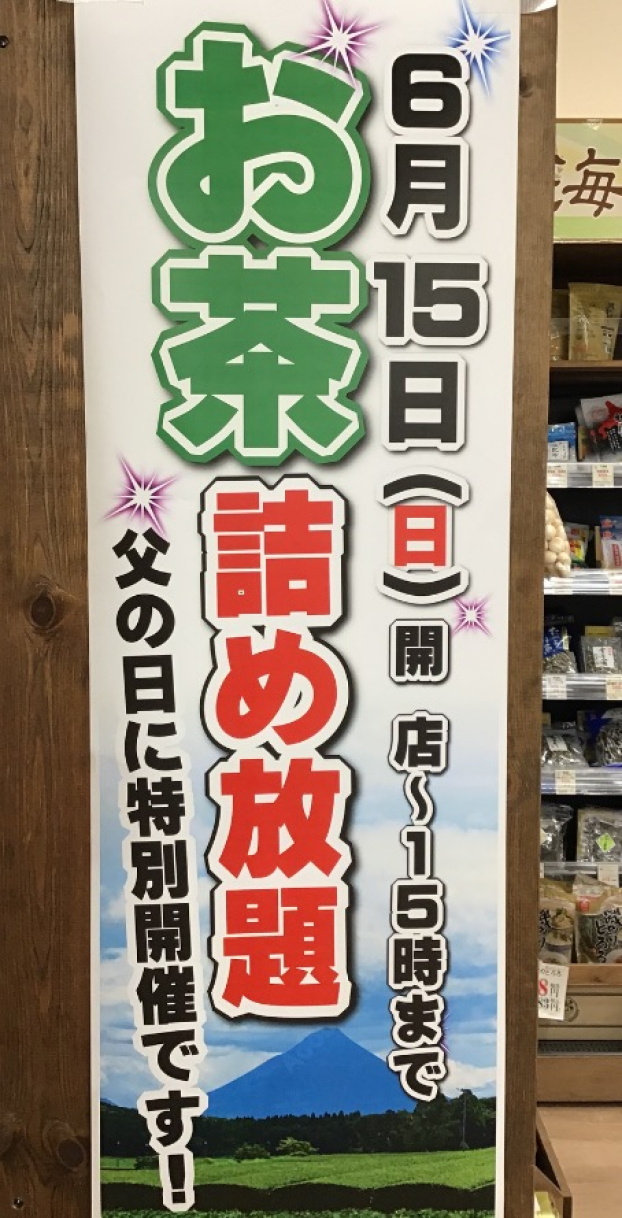 6月15日(日)開店～15時まで
お茶詰め放題
父の日に特別開催です!
海